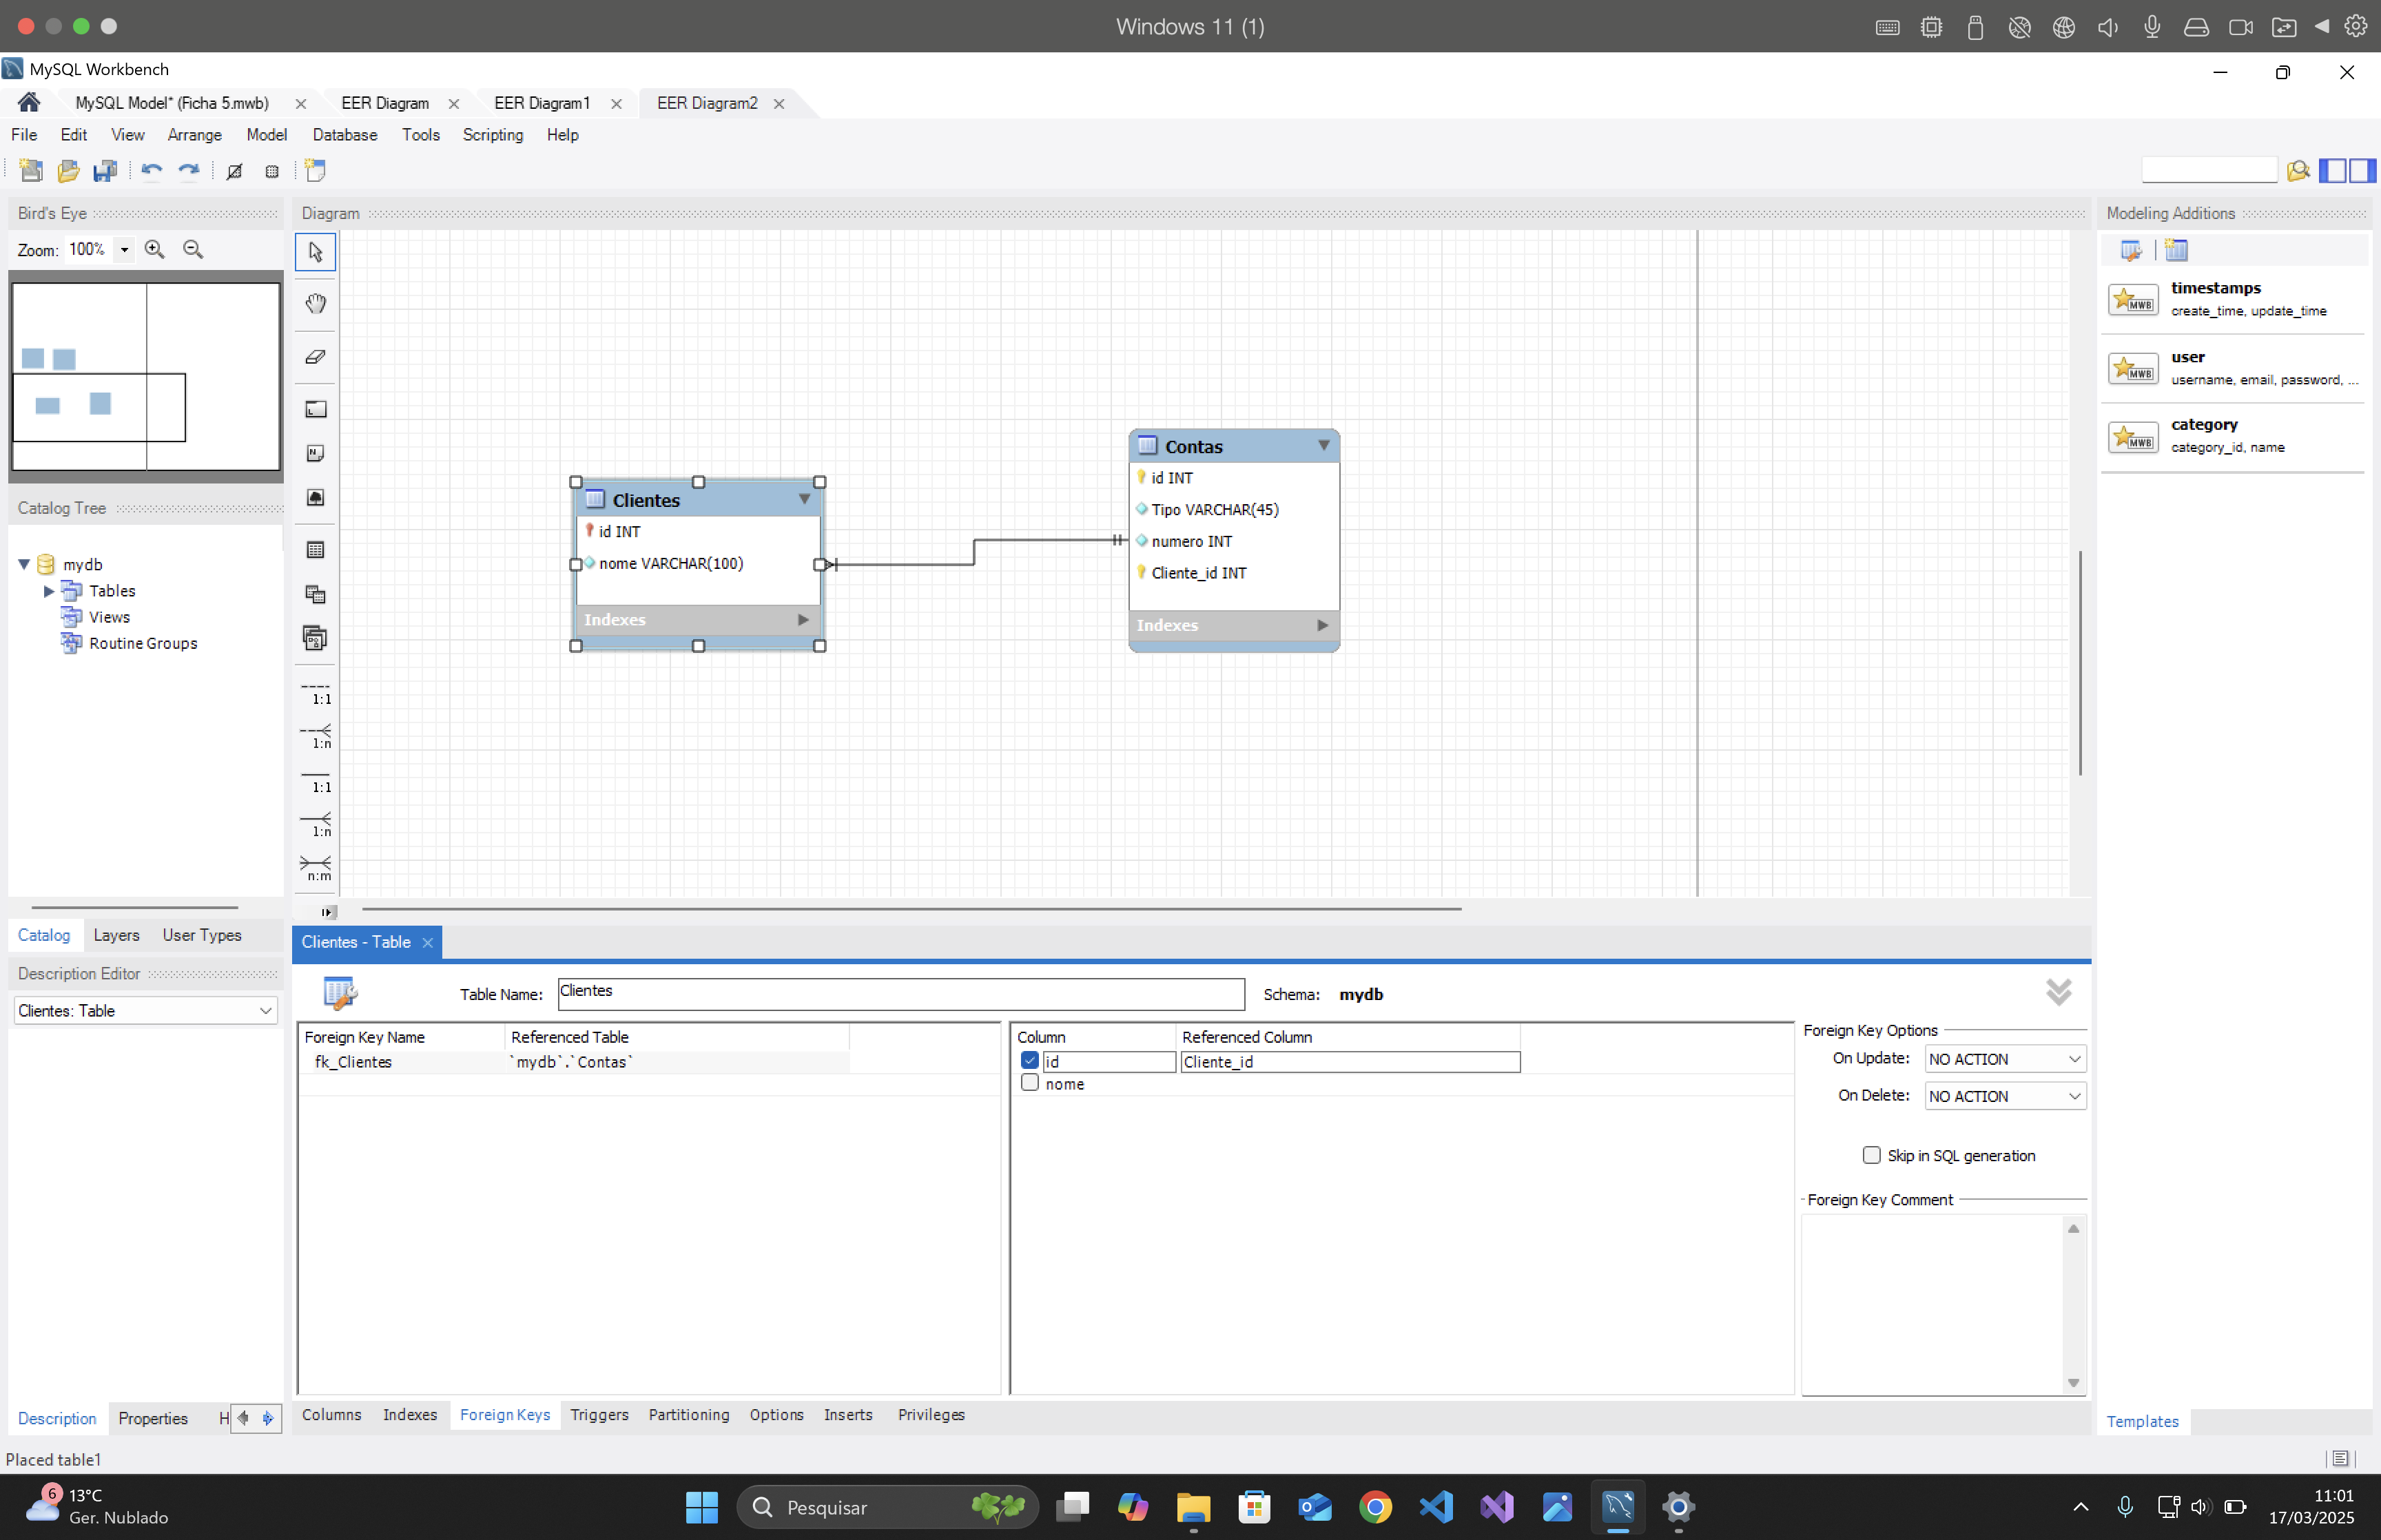 Windows 11 (1)
MySQL Workbench
MySQL Model* (Ficha 5.mwb)
EER Diagram
EER Diagram1
EER Diagram2
File Edit View Arrange Model Database Tools Scripting Help
Bird's Eye
Zoom: 100%
Catalog Tree
mydb
Tables
Views
Routine Groups
Catalog Layers User Types
Description Editor
Clientes: Table
Description Properties H
Diagram
1:1
1:n
1:1
1:n
n:m
Clientes
id INT
nome VARCHAR(100)
Indexes
Contas
id INT
Tipo VARCHAR(45)
numero INT
Cliente_id INT
Indexes
Modeling Additions
MWB
timestamps
create_time, update_time
MWB
user
username, email, password, ...
MWB
category
category_id, name
Templates
Clientes - Table
Table Name: Clientes
Schema: mydb
Foreign Key Name Referenced Table
fk_Clientes `mydb`.`Contas`
Column Referenced Column
id Cliente_id
nome
Foreign Key Options
On Update: NO ACTION
On Delete: NO ACTION
Skip in SQL generation
Foreign Key Comment
Columns Indexes Foreign Keys Triggers Partitioning Options Inserts Privileges
Placed table1
6
13°C
Ger. Nublado
Pesquisar
11:01
17/03/2025